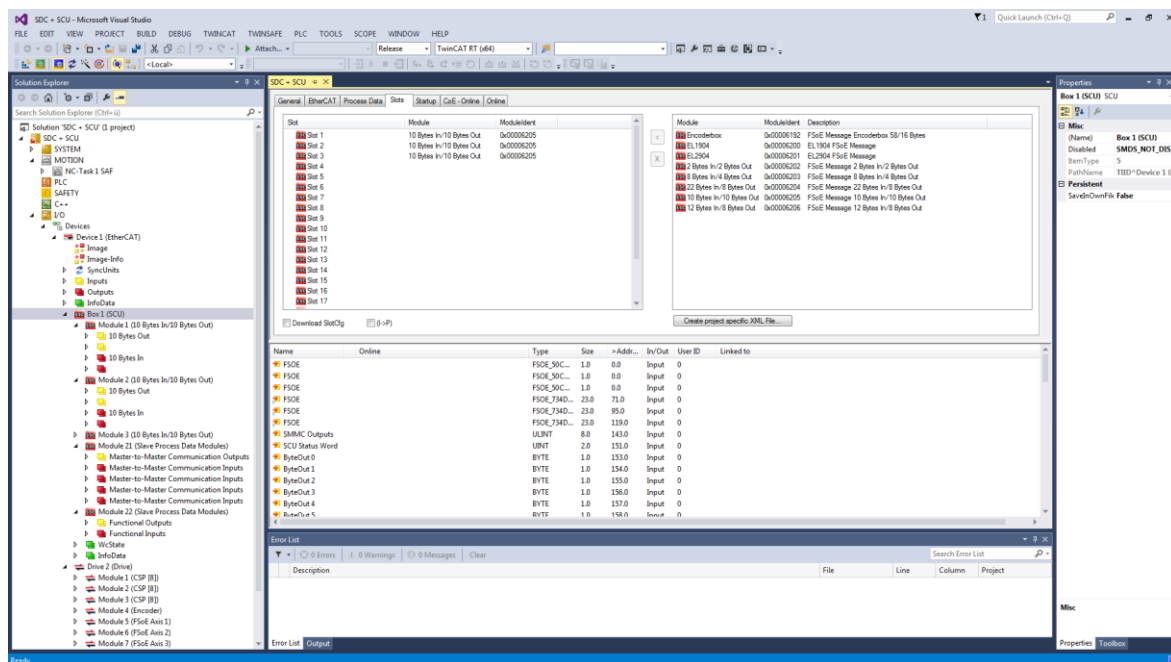 SDC + SCU - Microsoft Visual Studio
1 Quick Launch (Ctrl+Q)
FILE EDIT VIEW PROJECT BUILD DEBUG TWINCAT TWINSAFE PLC TOOLS SCOPE WINDOW HELP
Attach... Release TwinCAT RT (x64)
<Local>
Solution Explorer
Search Solution Explorer (Ctrl+ü)
Solution 'SDC + SCU' (1 project)
SDC + SCU
SYSTEM
MOTION
NC-Task 1 SAF
PLC
SAFETY
C++
I/O
Devices
Device 1 (EtherCAT)
Image
Image-Info
SyncUnits
Inputs
Outputs
InfoData
Box 1 (SCU)
Module 1 (10 Bytes In/10 Bytes Out)
10 Bytes Out
10 Bytes In
Module 2 (10 Bytes In/10 Bytes Out)
10 Bytes Out
10 Bytes In
Module 3 (10 Bytes In/10 Bytes Out)
Module 21 (Slave Process Data Modules)
Master-to-Master Communication Outputs
Master-to-Master Communication Inputs
Master-to-Master Communication Inputs
Master-to-Master Communication Inputs
Module 22 (Slave Process Data Modules)
Functional Outputs
Functional Inputs
WcState
InfoData
Drive 2 (Drive)
Module 1 (CSP [8])
Module 2 (CSP [8])
Module 3 (CSP [8])
Module 4 (Encoder)
Module 5 (FSoE Axis 1)
Module 6 (FSoE Axis 2)
Module 7 (FSoE Axis 3)
SDC + SCU
General EtherCAT Process Data Slots Startup CoE - Online Online
Slot Module ModuleIdent
Slot 1 10 Bytes In/10 Bytes Out 0x00006205
Slot 2 10 Bytes In/10 Bytes Out 0x00006205
Slot 3 10 Bytes In/10 Bytes Out 0x00006205
Slot 4
Slot 5
Slot 6
Slot 7
Slot 8
Slot 9
Slot 10
Slot 11
Slot 12
Slot 13
Slot 14
Slot 15
Slot 16
Slot 17
< X
Module ModuleIdent Description
Encoderbox 0x00006192 FSoE Message Encoderbox 58/16 Bytes
EL1904 0x00006200 EL1904 FSoE Message
EL2904 0x00006201 EL2904 FSoE Message
2 Bytes In/2 Bytes Out 0x00006202 FSoE Message 2 Bytes In/2 Bytes Out
8 Bytes In/4 Bytes Out 0x00006203 FSoE Message 8 Bytes In/4 Bytes Out
22 Bytes In/8 Bytes Out 0x00006204 FSoE Message 22 Bytes In/8 Bytes Out
10 Bytes In/10 Bytes Out 0x00006205 FSoE Message 10 Bytes In/10 Bytes Out
12 Bytes In/8 Bytes Out 0x00006206 FSoE Message 12 Bytes In/8 Bytes Out
Download SlotCfg (I->P)
Create project specific XML File...
Name Online Type Size >Addr... In/Out User ID Linked to
FSOE FSOE_50C... 1.0 0.0 Input 0
FSOE FSOE_50C... 1.0 0.0 Input 0
FSOE FSOE_50C... 1.0 0.0 Input 0
FSOE FSOE_734D... 23.0 71.0 Input 0
FSOE FSOE_734D... 23.0 95.0 Input 0
FSOE FSOE_734D... 23.0 119.0 Input 0
SMMC Outputs ULINT 8.0 143.0 Input 0
SCU Status Word UINT 2.0 151.0 Input 0
ByteOut 0 BYTE 1.0 153.0 Input 0
ByteOut 1 BYTE 1.0 154.0 Input 0
ByteOut 2 BYTE 1.0 155.0 Input 0
ByteOut 3 BYTE 1.0 156.0 Input 0
ByteOut 4 BYTE 1.0 157.0 Input 0
ByteOut 5 BYTE 1.0 158.0 Input 0
Error List
0 Errors 0 Warnings 0 Messages Clear
Search Error List
Description File Line Column Project
Error List Output
Properties
Box 1 (SCU) SCU
Misc
(Name) Box 1 (SCU)
Disabled SMDS_NOT_DIS
ItemType 5
PathName TIID^Device 1 (
Persistent
SaveInOwnFil False
Misc
Properties Toolbox
Ready